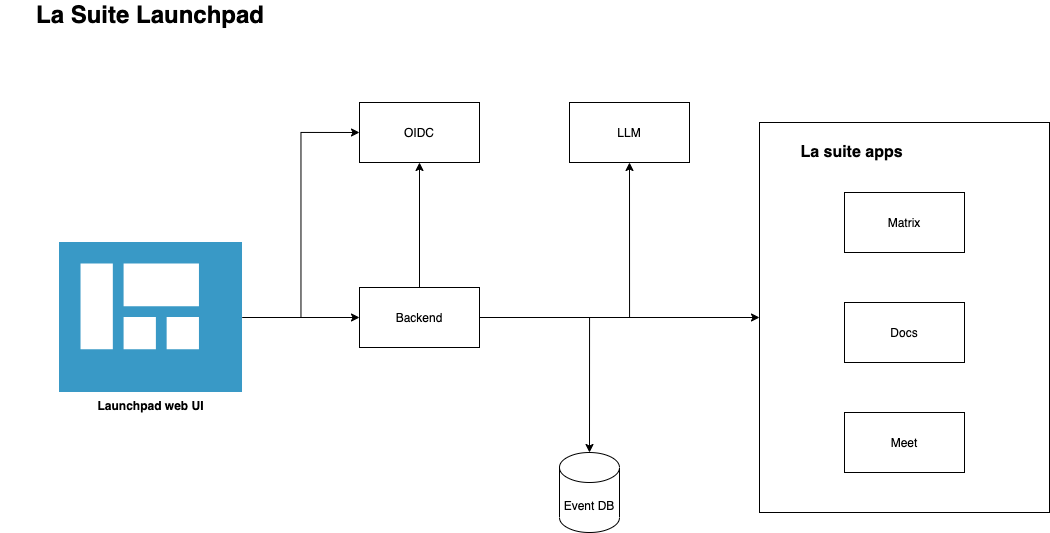 La Suite Launchpad
OIDC
LLM
La suite apps
Matrix
Backend
Docs
Launchpad web UI
Meet
Event DB